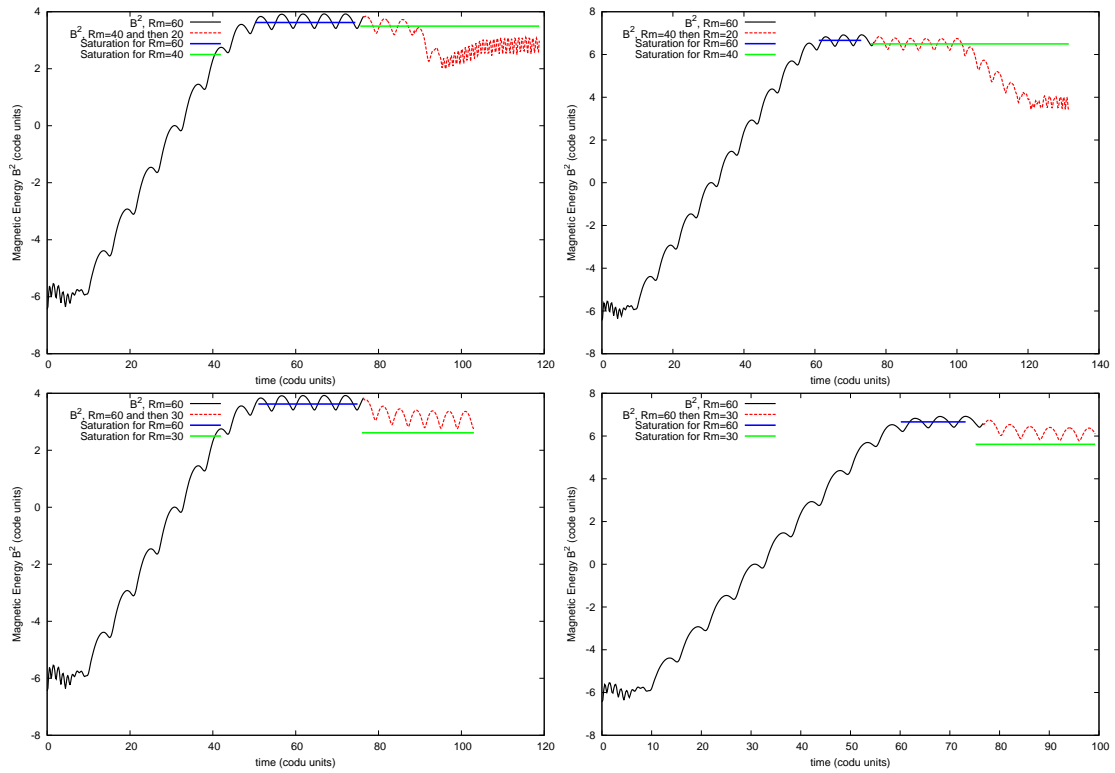 B², Rm=60
B², Rm=40 and then 20
Saturation for Rm=60
Saturation for Rm=40
4
2
0
-2
-4
-6
-8
Magnetic Energy B² (code units)
0 20 40 60 80 100 120
time (codu units)
B², Rm=60
B², Rm=40 then Rm=20
Saturation for Rm=60
Saturation for Rm=40
8
6
4
2
0
-2
-4
-6
-8
Magnetic Energy B² (code units)
0 20 40 60 80 100 120 140
time (codu units)
B², Rm=60
B², Rm=60 and then 30
Saturation for Rm=60
Saturation for Rm=30
4
2
0
-2
-4
-6
-8
Magnetic Energy B² (code units)
0 20 40 60 80 100 120
time (codu units)
B², Rm=60
B², Rm=60 then Rm=30
Saturation for Rm=60
Saturation for Rm=30
8
6
4
2
0
-2
-4
-6
-8
Magnetic Energy B² (code units)
0 10 20 30 40 50 60 70 80 90 100
time (codu units)